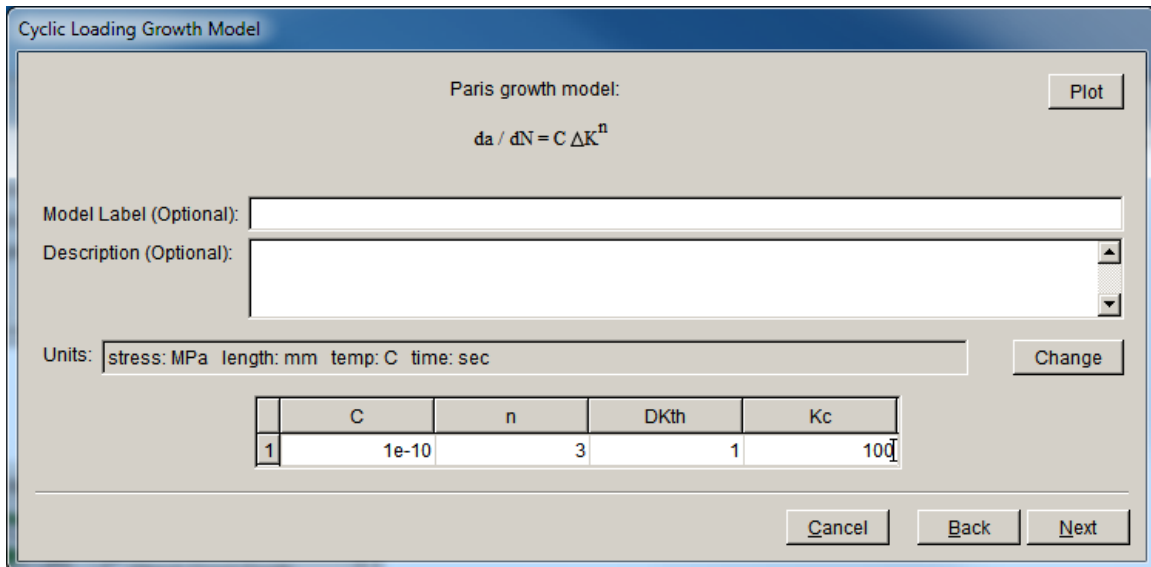 Cyclic Loading Growth Model
Paris growth model:
Plot
da / dN = C ΔKⁿ
Model Label (Optional):
Description (Optional):
Units: stress: MPa length: mm temp: C time: sec
Change
C n DKth Kc
1 1e-10 3 1 100
Cancel Back Next